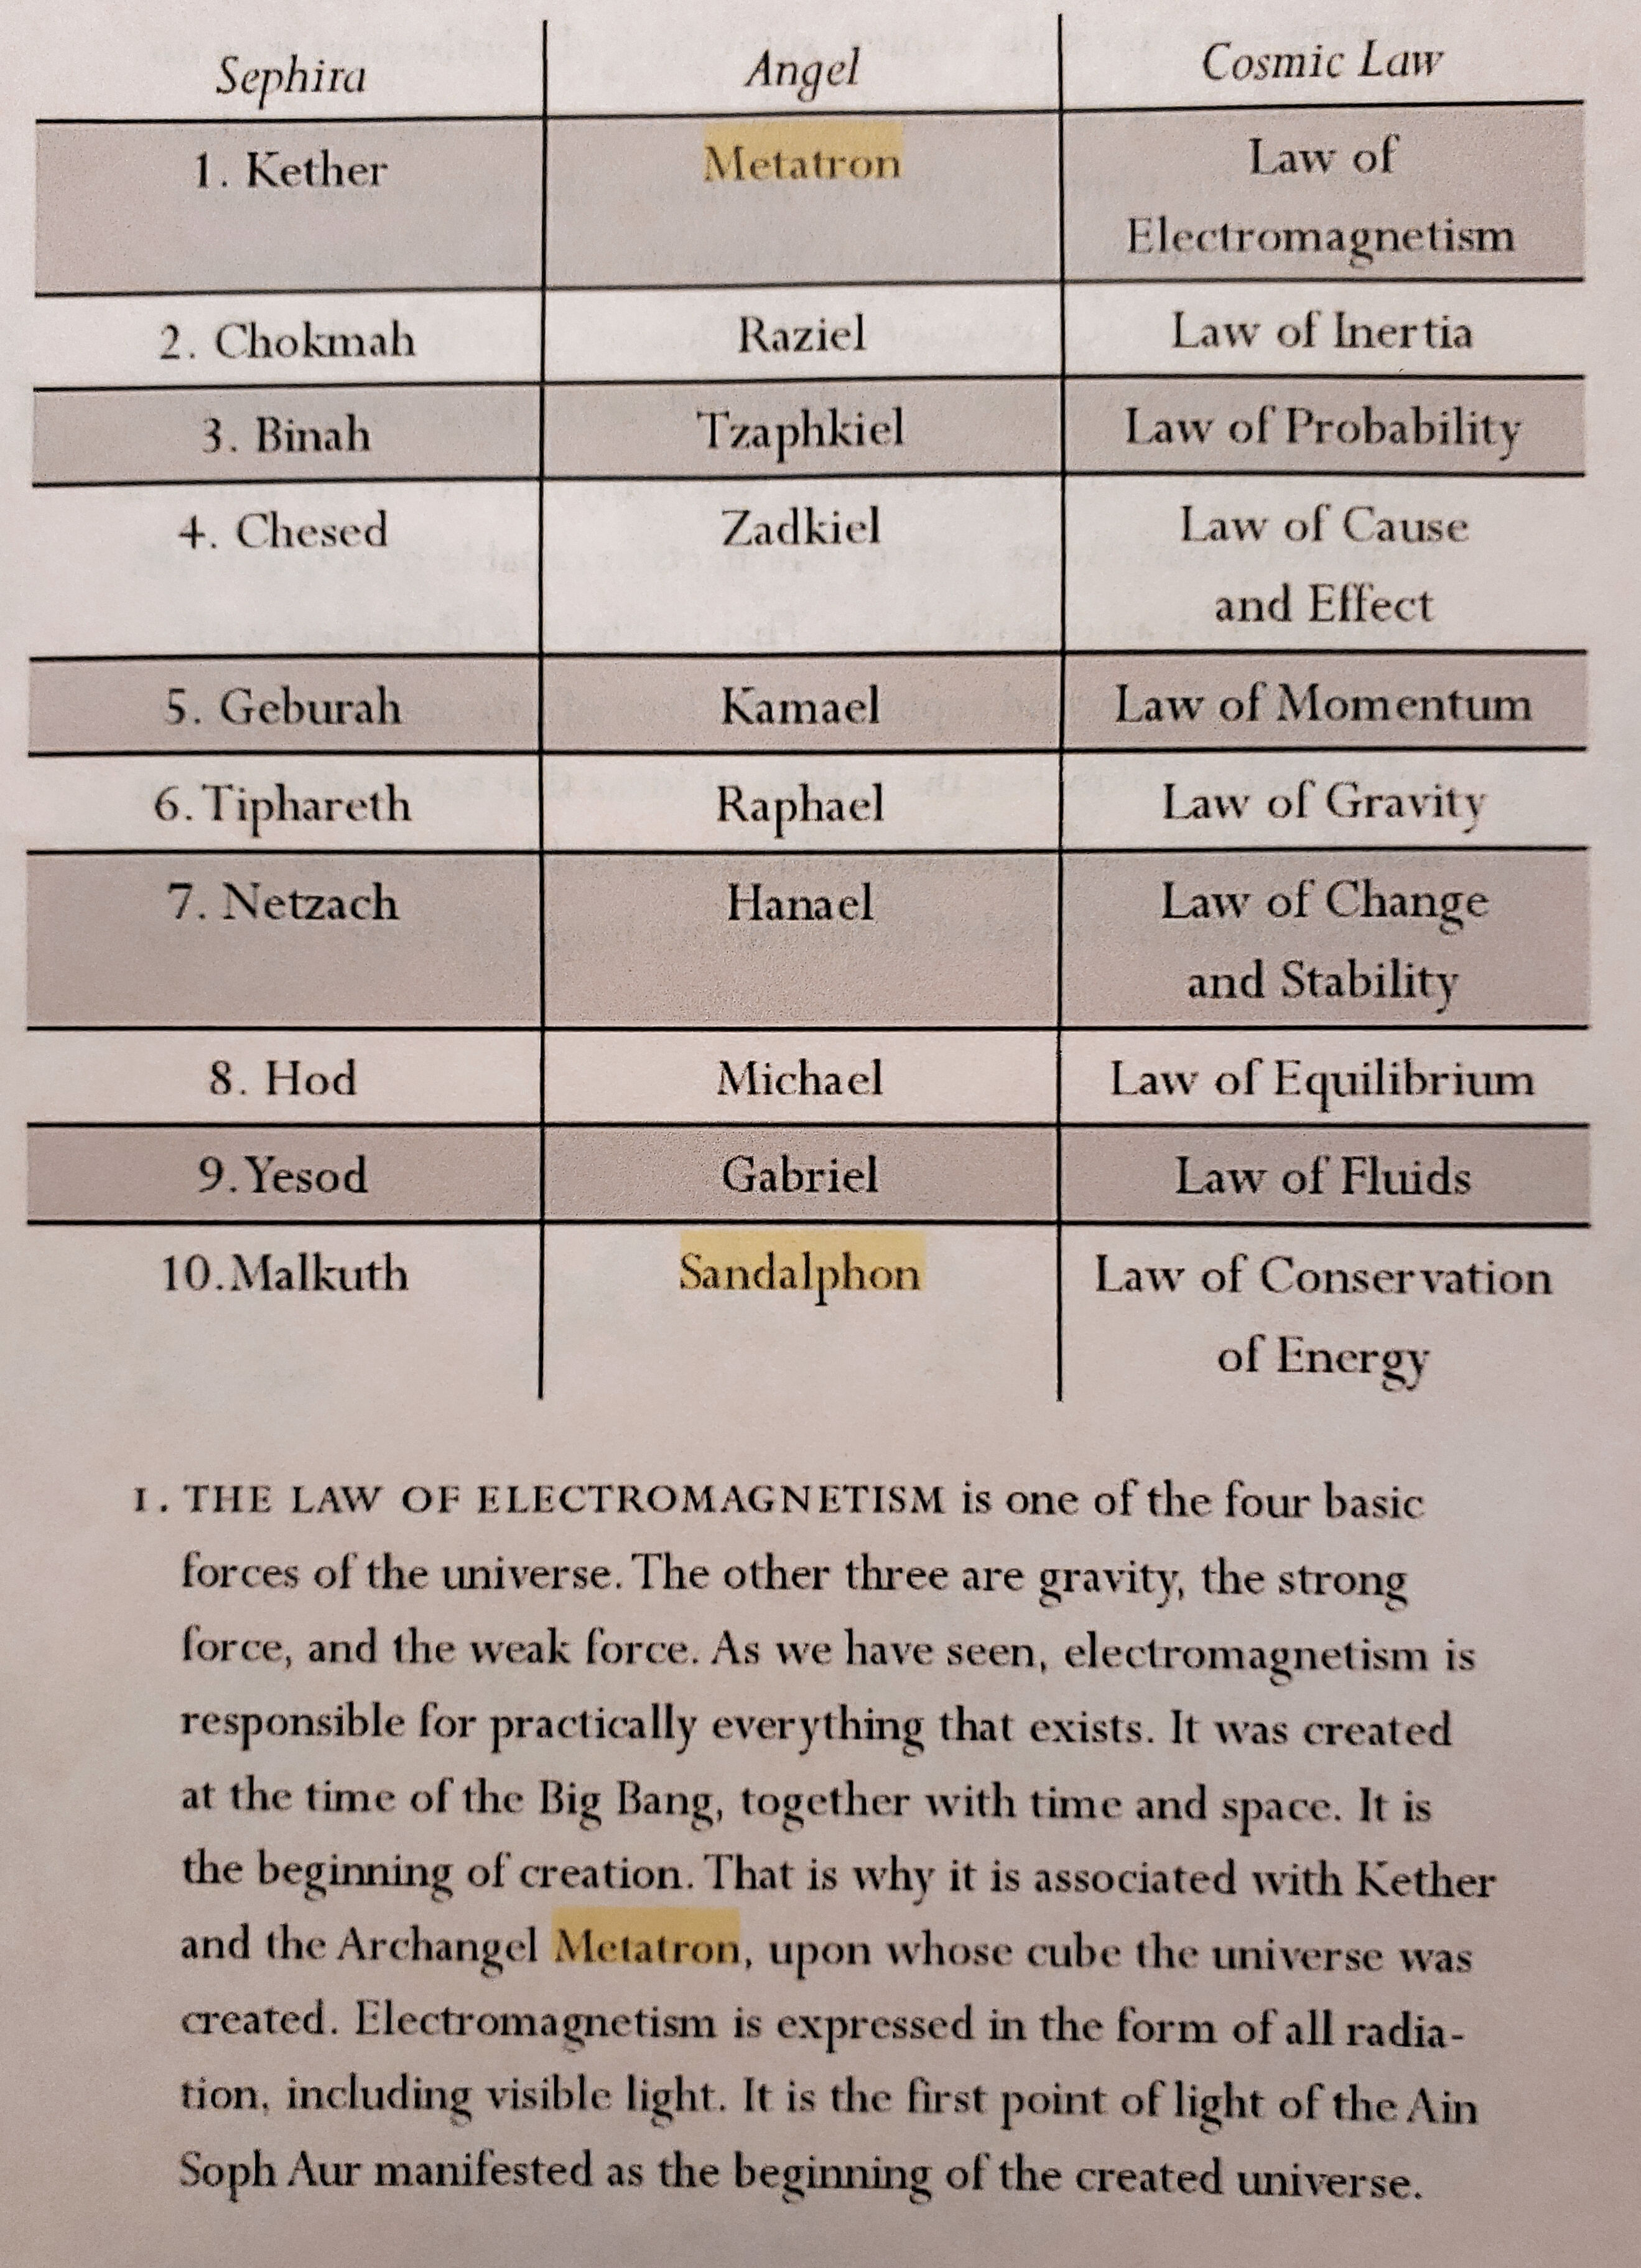 Sephira Angel Cosmic Law
1. Kether Metatron Law of
Electromagnetism
2. Chokmah Raziel Law of Inertia
3. Binah Tzaphkiel Law of Probability
4. Chesed Zadkiel Law of Cause
and Effect
5. Geburah Kamael Law of Momentum
6. Tiphareth Raphael Law of Gravity
7. Netzach Hanael Law of Change
and Stability
8. Hod Michael Law of Equilibrium
9. Yesod Gabriel Law of Fluids
10. Malkuth Sandalphon Law of Conservation
of Energy
1. THE LAW OF ELECTROMAGNETISM is one of the four basic
forces of the universe. The other three are gravity, the strong
force, and the weak force. As we have seen, electromagnetism is
responsible for practically everything that exists. It was created
at the time of the Big Bang, together with time and space. It is
the beginning of creation. That is why it is associated with Kether
and the Archangel Metatron, upon whose cube the universe was
created. Electromagnetism is expressed in the form of all radia-
tion, including visible light. It is the first point of light of the Ain
Soph Aur manifested as the beginning of the created universe.